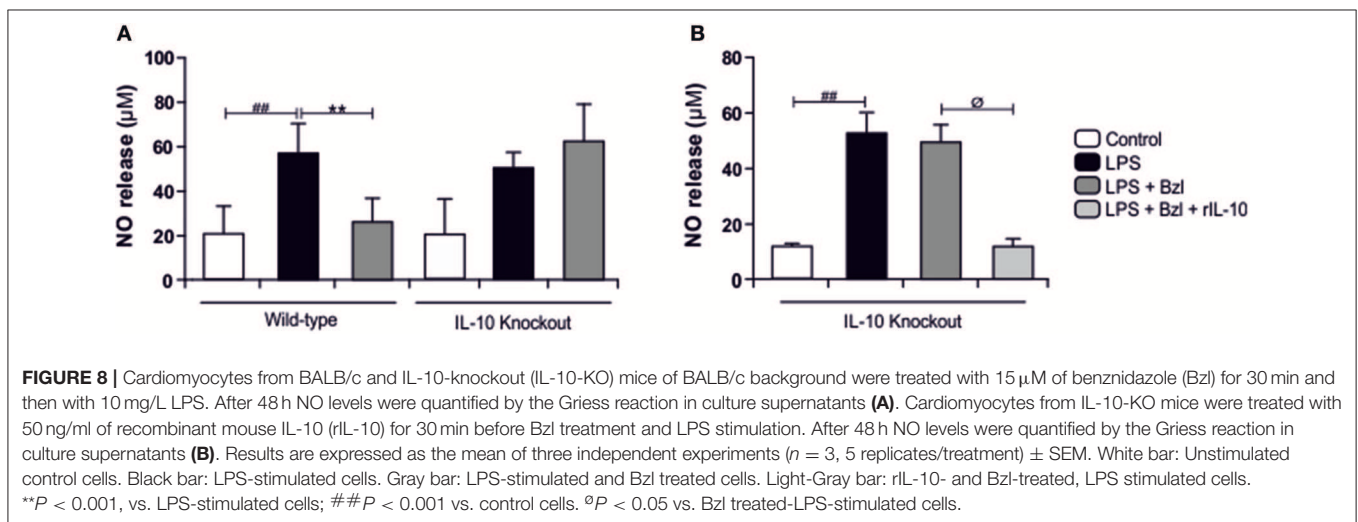 A
100
80
60
40
20
0
NO release (µM)
##
**
Wild-type
IL-10 Knockout
B
80
60
40
20
0
NO release (µM)
##
Ø
IL-10 Knockout
Control
LPS
LPS + Bzl
LPS + Bzl + rIL-10
FIGURE 8 | Cardiomyocytes from BALB/c and IL-10-knockout (IL-10-KO) mice of BALB/c background were treated with 15 µM of benznidazole (Bzl) for 30 min and
then with 10 mg/L LPS. After 48 h NO levels were quantified by the Griess reaction in culture supernatants (A). Cardiomyocytes from IL-10-KO mice were treated with
50 ng/ml of recombinant mouse IL-10 (rIL-10) for 30 min before Bzl treatment and LPS stimulation. After 48 h NO levels were quantified by the Griess reaction in
culture supernatants (B). Results are expressed as the mean of three independent experiments (n = 3, 5 replicates/treatment) ± SEM. White bar: Unstimulated
control cells. Black bar: LPS-stimulated cells. Gray bar: LPS-stimulated and Bzl treated cells. Light-Gray bar: rIL-10- and Bzl-treated, LPS stimulated cells.
**P < 0.001, vs. LPS-stimulated cells; ##P < 0.001 vs. control cells. ØP < 0.05 vs. Bzl treated-LPS-stimulated cells.